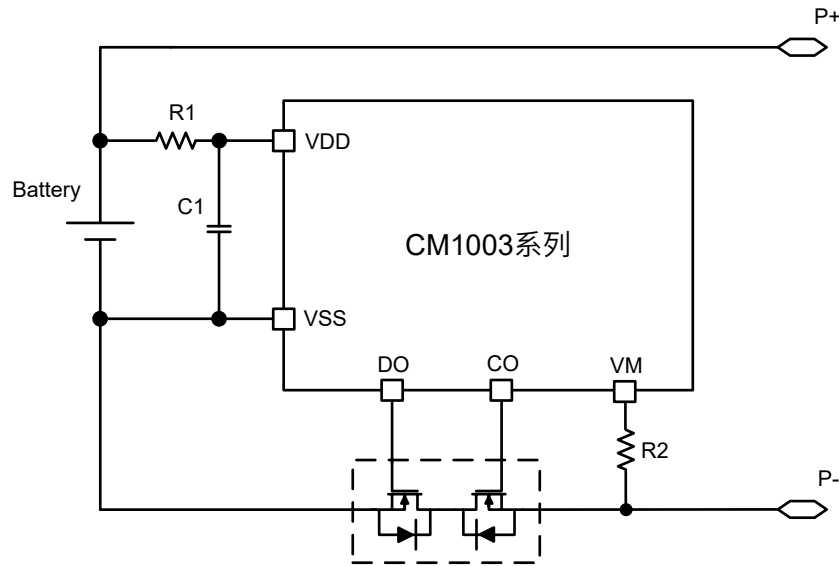 P+
R1
VDD
Battery
C1
CM1003系列
VSS
DO
CO
VM
R2
P-